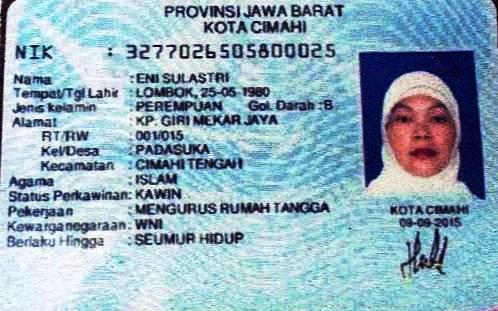 PROVINSI JAWA BARAT
KOTA CIMAHI
NIK : 3277026505800025
Nama : ENI SULASTRI
Tempat/Tgl Lahir : LOMBOK, 25-05-1980
Jenis kelamin : PEREMPUAN Gol. Darah :B
Alamat : KP. GIRI MEKAR JAYA
RT/RW : 001/015
Kel/Desa : PADASUKA
Kecamatan : CIMAHI TENGAH
Agama : ISLAM
Status Perkawinan: KAWIN
Pekerjaan : MENGURUS RUMAH TANGGA
Kewarganegaraan: WNI
Berlaku Hingga : SEUMUR HIDUP
KOTA CIMAHI
09-09-2015